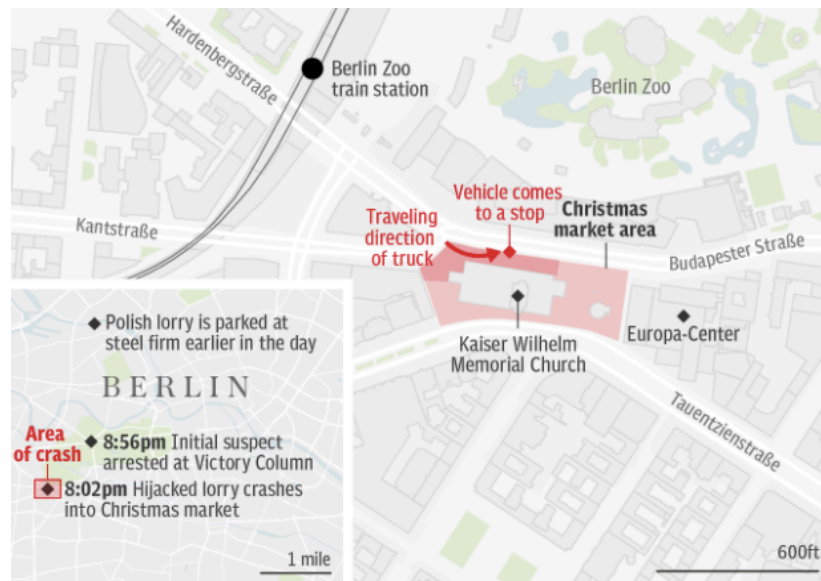 Hardenbergstraße
Berlin Zoo
train station
Berlin Zoo
Vehicle comes
to a stop
Christmas
market area
Traveling
direction
of truck
Kantstraße
Budapester Straße
Europa-Center
Kaiser Wilhelm
Memorial Church
Tauentzienstraße
600ft
Polish lorry is parked at
steel firm earlier in the day
BERLIN
Area
of crash
8:56pm Initial suspect
arrested at Victory Column
8:02pm Hijacked lorry crashes
into Christmas market
1 mile